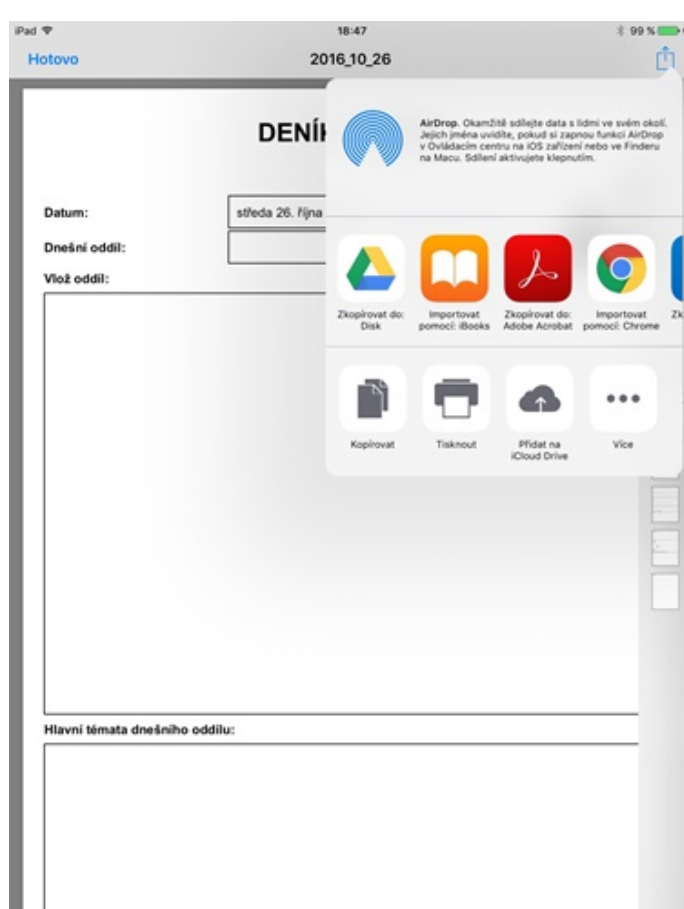 iPad 18:47 99 %
Hotovo 2016_10_26
DENÍK
AirDrop. Okamžitě sdílejte data s lidmi ve svém okolí.
Jejich jména uvidíte, pokud si zapnou funkci AirDrop
v Ovládacím centru na iOS zařízení nebo ve Finderu
na Macu. Sdílení aktivujete klepnutím.
Datum: středa 26. října
Dnešní oddíl:
Vlož oddíl:
Zkopírovat do:
Disk
Importovat
pomocí: iBooks
Zkopírovat do:
Adobe Acrobat
Importovat
pomocí: Chrome
Zk
Kopírovat
Tisknout
Přidat na
iCloud Drive
Více
Hlavní témata dnešního oddílu: